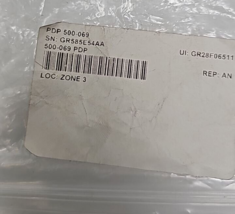 PDP 500-069
SN: GR585E54AA
500-069 PDP
UI: GR28F06511
REP: AN
LOC: ZONE 3